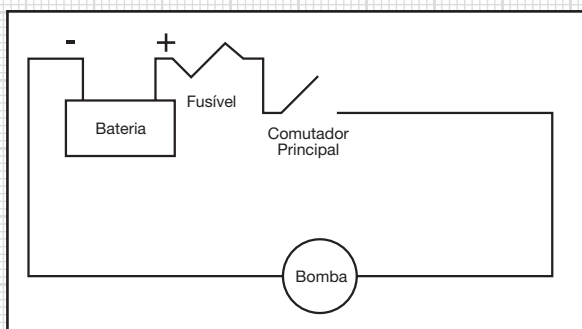 - +
Fusível
Bateria
Comutador
Principal
Bomba